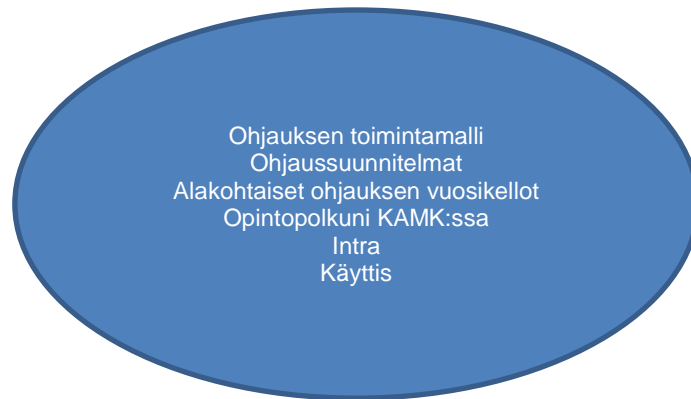 Ohjauksen toimintamalli
Ohjaussuunnitelmat
Alakohtaiset ohjauksen vuosikellot
Opintopolkuni KAMK:ssa
Intra
Käyttis